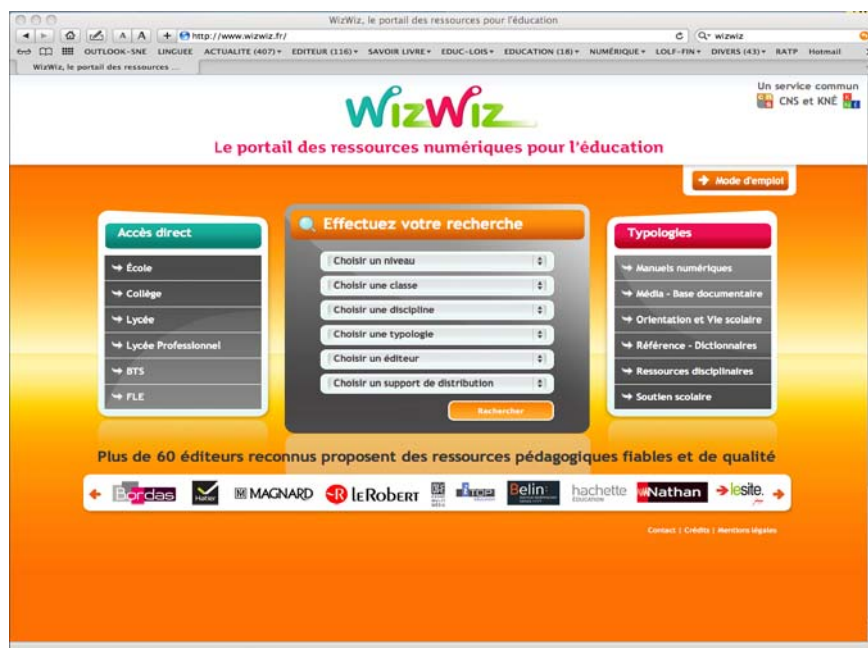 WizWiz, le portail des ressources pour l'éducation
A A + http://www.wizwiz.fr/ wizwiz
OUTLOOK-SNE LINGUEE ACTUALITE (407) EDITEUR (116) SAVOIR LIVRE EDUC-LOIS EDUCATION (18) NUMÉRIQUE LOLF-FIN DIVERS (43) RATP Hotmail
WizWiz, le portail des ressources ...
Un service commun
CNS et KNÉ
WizWiz
Le portail des ressources numériques pour l'éducation
Mode d'emploi
Accès direct
École
Collège
Lycée
Lycée Professionnel
BTS
FLE
Effectuez votre recherche
Choisir un niveau
Choisir une classe
Choisir une discipline
Choisir une typologie
Choisir un éditeur
Choisir un support de distribution
Rechercher
Typologies
Manuels numériques
Média - Base documentaire
Orientation et Vie scolaire
Référence - Dictionnaires
Ressources disciplinaires
Soutien scolaire
Plus de 60 éditeurs reconnus proposent des ressources pédagogiques fiables et de qualité
Bordas Hatier MAGNARD R LE ROBERT Belin: hachette ÉDUCATION Nathan lesite.
Contact | Crédits | Mentions légales